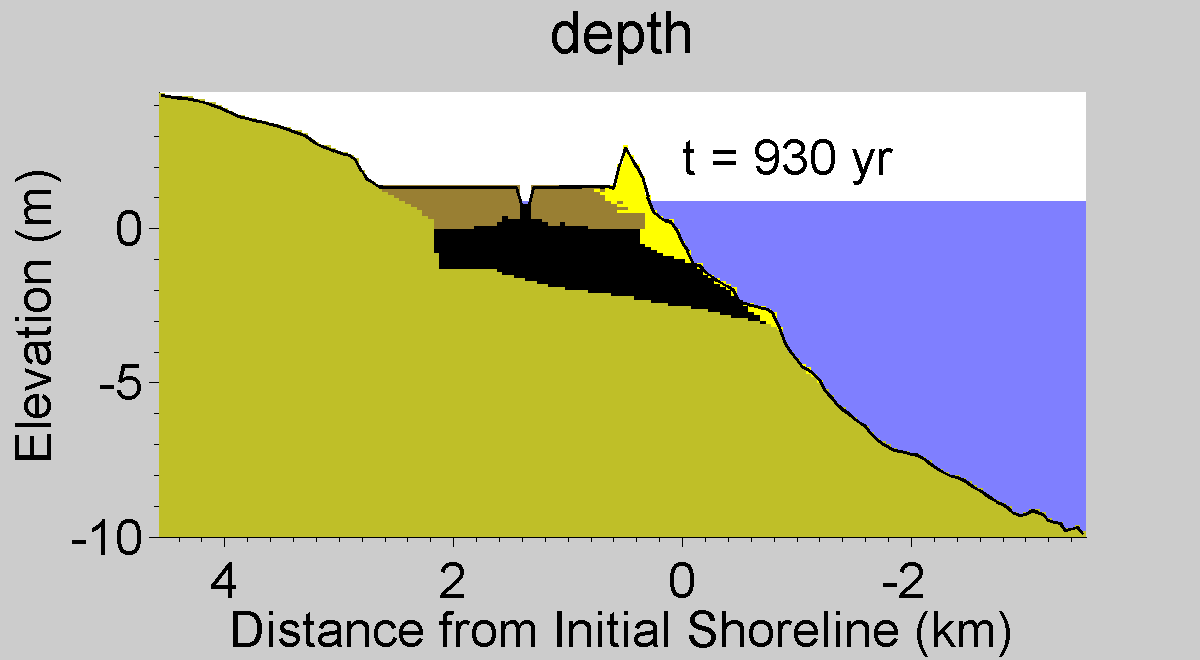 depth
t = 930 yr
Elevation (m)
0
-5
-10
4 2 0 -2
Distance from Initial Shoreline (km)